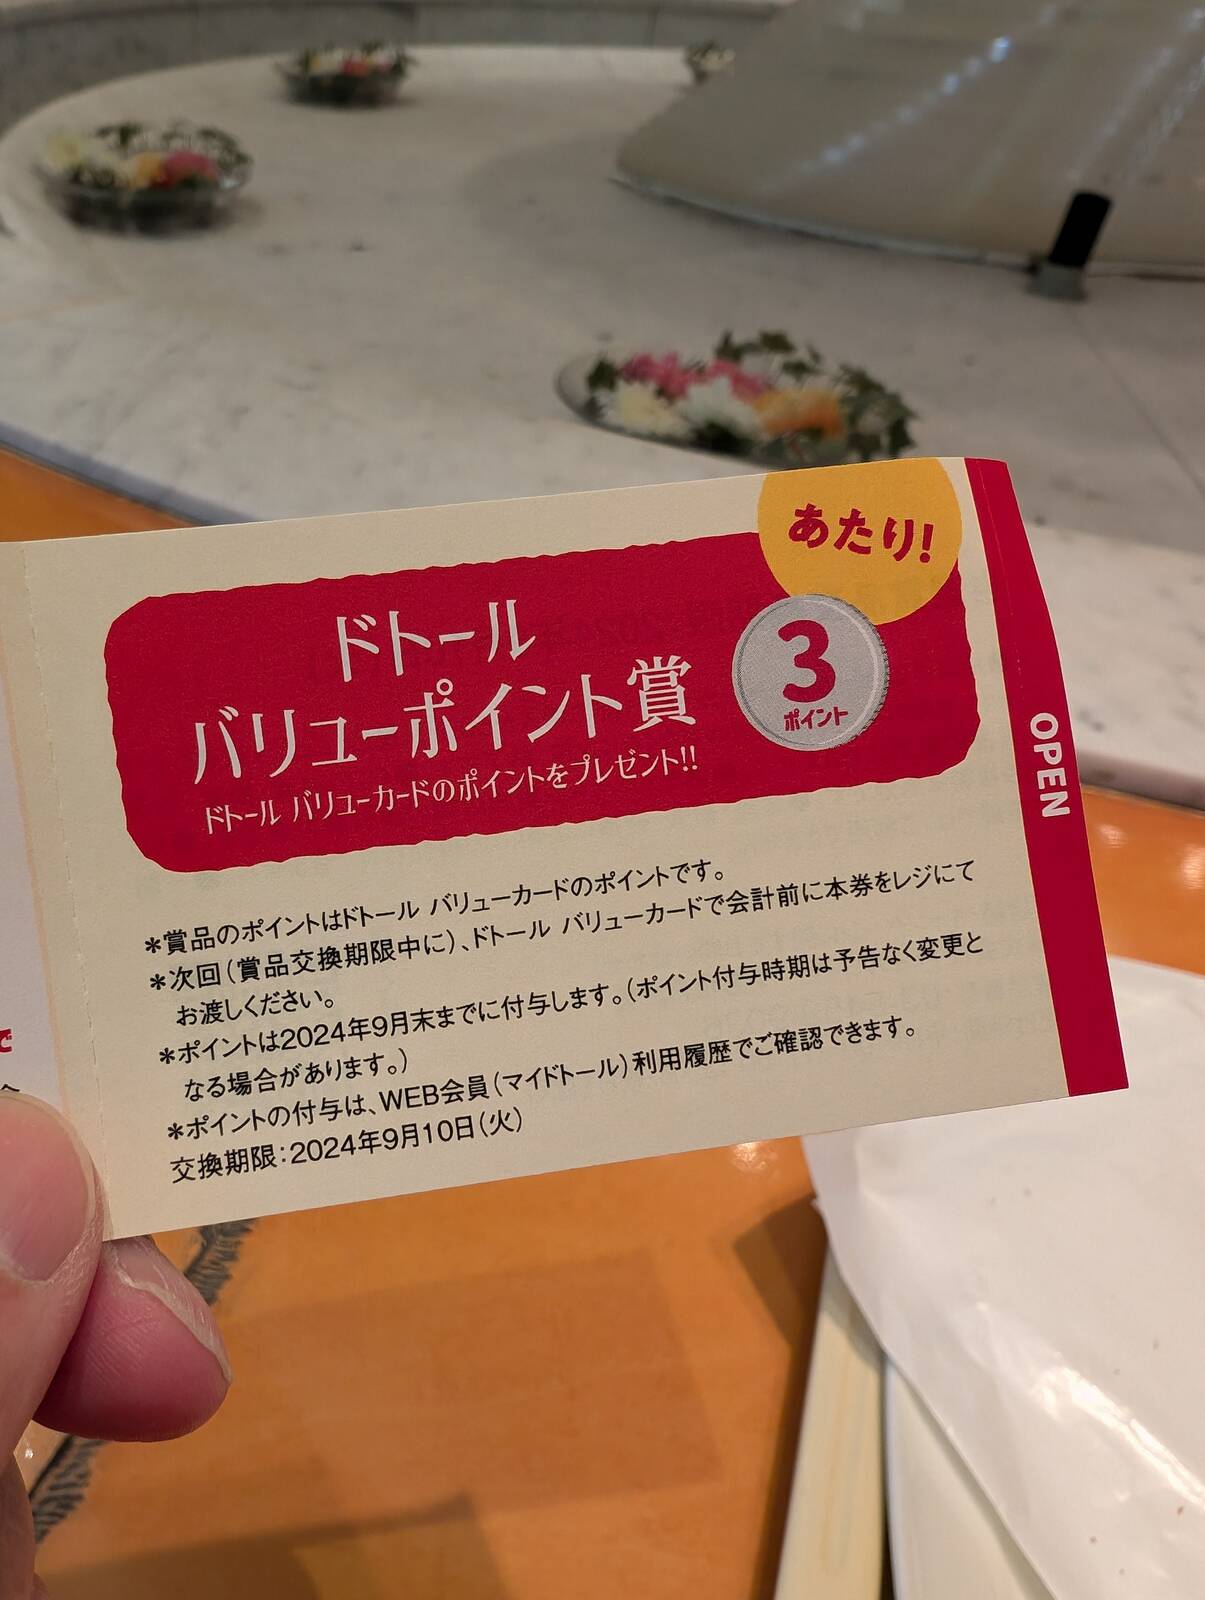 あたり!
ドトール
バリューポイント賞
3
ポイント
ドトール バリューカードのポイントをプレゼント!!
OPEN
*賞品のポイントはドトール バリューカードのポイントです。
*次回(賞品交換期限中に)、ドトール バリューカードで会計前に本券をレジにて
お渡しください。
*ポイントは2024年9月末までに付与します。(ポイント付与時期は予告なく変更と
なる場合があります。)
*ポイントの付与は、WEB会員(マイドトール)利用履歴でご確認できます。
交換期限:2024年9月10日(火)
で